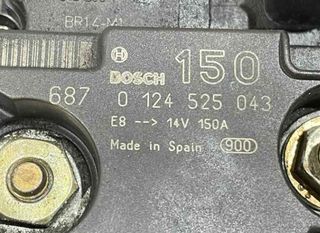 BR14-M1
BOSCH 150
687 0 124 525 043
E8 --> 14V 150A
Made in Spain 900